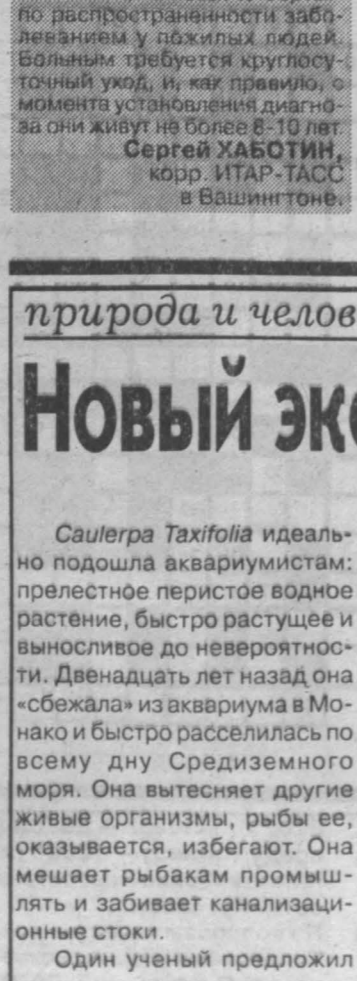 по распространенности забо-
леванием у пожилых людей.
Больным требуется круглосу-
точный уход, и, как правило, с
момента установления диагно-
за они живут не более 8-10 лет.
Сергей ХАБОТИН,
корр. ИТАР-ТАСС
в Вашингтоне.
природа и челов
Новый эк
Caulerpa Taxifolia идеаль-
но подошла аквариумистам:
прелестное перистое водное
растение, быстро растущее и
выносливое до невероятнос-
ти. Двенадцать лет назад она
«сбежала» из аквариума в Мо-
нако и быстро расселилась по
всему дну Средиземного
моря. Она вытесняет другие
живые организмы, рыбы ее,
оказывается, избегают. Она
мешает рыбакам промыш-
лять и забивает канализаци-
онные стоки.
Один ученый предложил